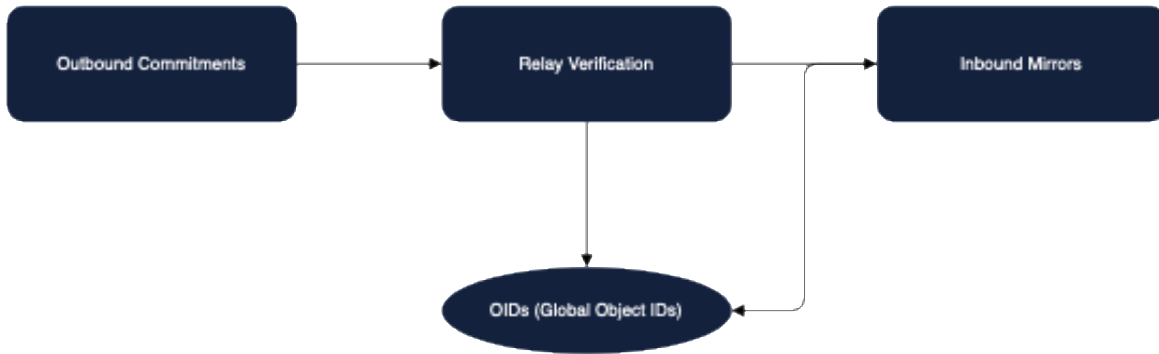 Outbound Commitments
Relay Verification
Inbound Mirrors
OIDs (Global Object IDs)